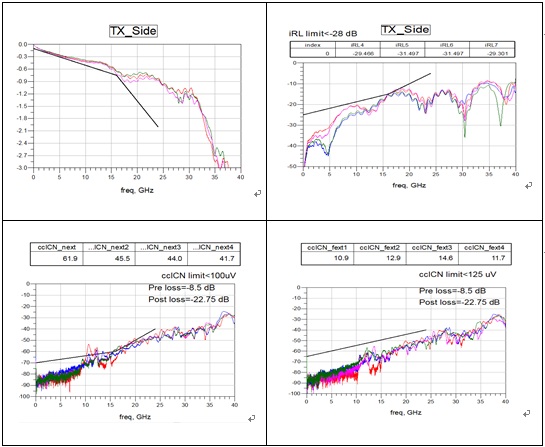 TX_Side
0.0
-0.3
-0.6
-0.9
-1.2
-1.5
-1.8
-2.1
-2.4
-2.7
-3.0
0 5 10 15 20 25 30 35 40
freq, GHz
TX_Side
iRL limit<-28 dB
index iRL4 iRL5 iRL6 iRL7
0 -29.466 -31.497 -31.497 -29.301
0
-10
-20
-30
-40
-50
0 5 10 15 20 25 30 35 40
freq, GHz
ccICN_next ...ICN_next2 ...ICN_next3 ...ICN_next4
61.9 45.5 44.0 41.7
ccICN limit<100uV
Pre loss=-8.5 dB
Post loss=-22.75 dB
0
-10
-20
-30
-40
-50
-60
-70
-80
-90
-100
0 5 10 15 20 25 30 35 40
freq, GHz
ccICN_fext1 ccICN_fext2 ccICN_fext3 ccICN_fext4
10.9 12.9 14.6 11.7
ccICN limit<125 uV
Pre loss=-8.5 dB
Post loss=-22.75 dB
0
-10
-20
-30
-40
-50
-60
-70
-80
-90
-100
0 5 10 15 20 25 30 35 40
freq, GHz